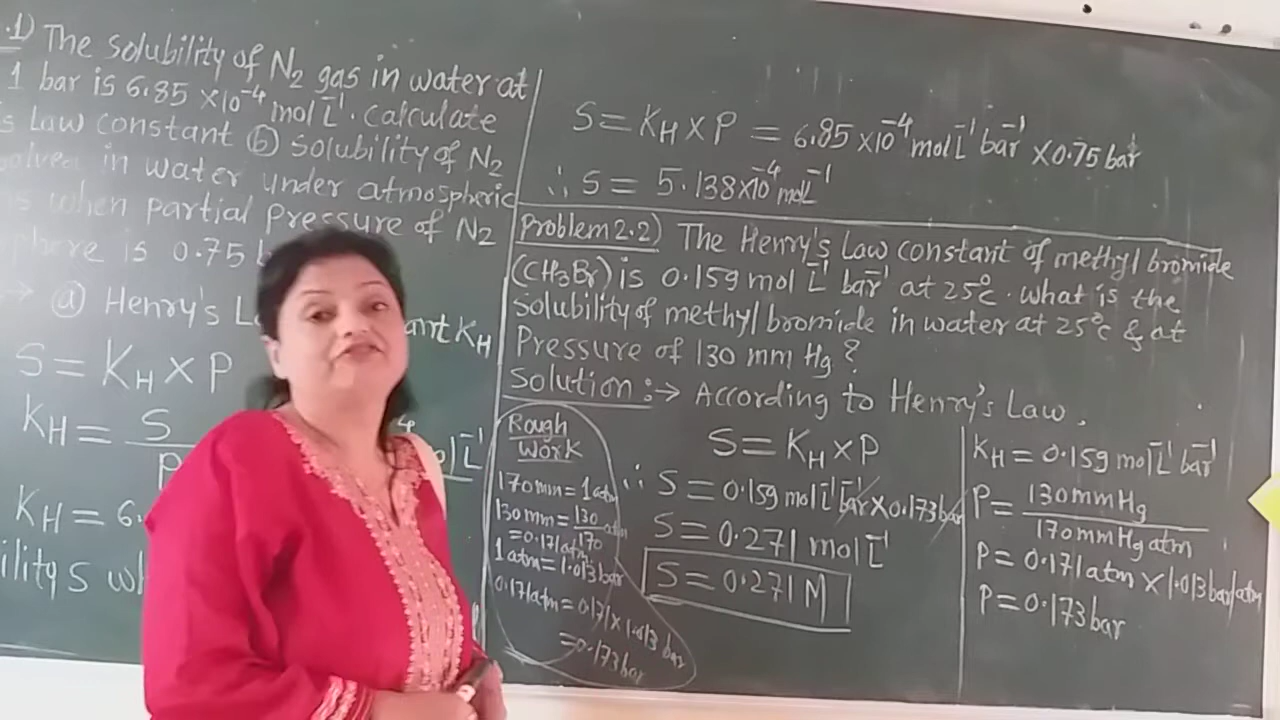 .1) The solubility of N₂ gas in water at
1 bar is 6.85 ×10⁻⁴ mol L⁻¹. calculate
s Law constant ⓑ solubility of N₂
in water under atmospheric
when partial pressure of N₂
phere is 0.75 b
→ ⓐ Henry's L ant KH
S = KH × P
KH = S / P ol L⁻¹
KH = 6.
ility S wh
S = KH × P = 6.85 × 10⁻⁴ mol L⁻¹ bar⁻¹ × 0.75 bar
∴ S = 5.138×10⁻⁴ mol L⁻¹
Problem 2.2) The Henry's Law constant of methyl bromide
(CH3Br) is 0.159 mol L⁻¹ bar⁻¹ at 25°c. what is the
solubility of methyl bromide in water at 25°c & at
Pressure of 130 mm Hg ?
Solution :→ According to Henry's Law,
S = KH × P
∴ S = 0.159 mol L⁻¹ bar⁻¹ × 0.173 bar
S = 0.271 mol L⁻¹
S = 0.271 M
Rough
Work
170mm = 1 atm
130 mm = 130/170 atm
= 0.171 atm
1 atm = 1.013 bar
0.171 atm = 0.171 × 1.013 bar
= 0.173 bar
KH = 0.159 mol L⁻¹ bar⁻¹
P = 130 mm Hg / 170 mm Hg atm
P = 0.171 atm × 1.013 bar/atm
P = 0.173 bar